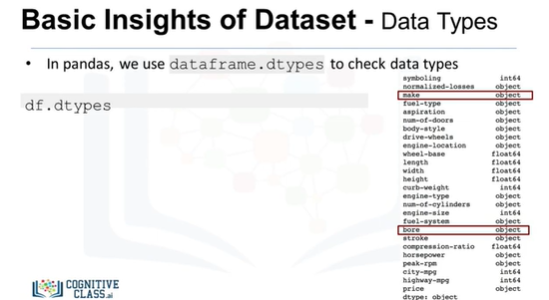 Basic Insights of Dataset - Data Types
• In pandas, we use dataframe.dtypes to check data types
df.dtypes
symboling int64
normalized-losses object
make object
fuel-type object
aspiration object
num-of-doors object
body-style object
drive-wheels object
engine-location object
wheel-base float64
length float64
width float64
height float64
curb-weight int64
engine-type object
num-of-cylinders object
engine-size int64
fuel-system object
bore object
stroke object
compression-ratio float64
horsepower object
peak-rpm object
city-mpg int64
highway-mpg int64
price object
dtype: object
COGNITIVE
CLASS.ai